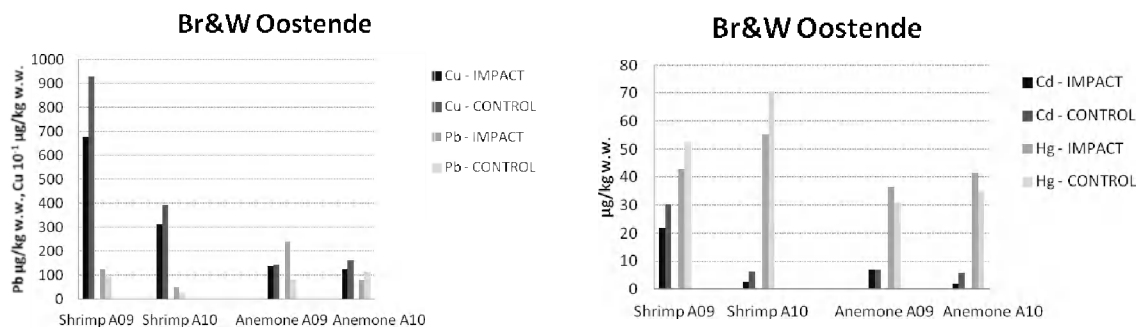 Br&W Oostende
Pb µg/kg w.w., Cu 10⁻¹ µg/kg w.w.
1000
900
800
700
600
500
400
300
200
100
0
Shrimp A09 Shrimp A10 Anemone A09 Anemone A10
Cu - IMPACT
Cu - CONTROL
Pb - IMPACT
Pb - CONTROL
Br&W Oostende
µg/kg w.w.
80
70
60
50
40
30
20
10
0
Shrimp A09 Shrimp A10 Anemone A09 Anemone A10
Cd - IMPACT
Cd - CONTROL
Hg - IMPACT
Hg - CONTROL